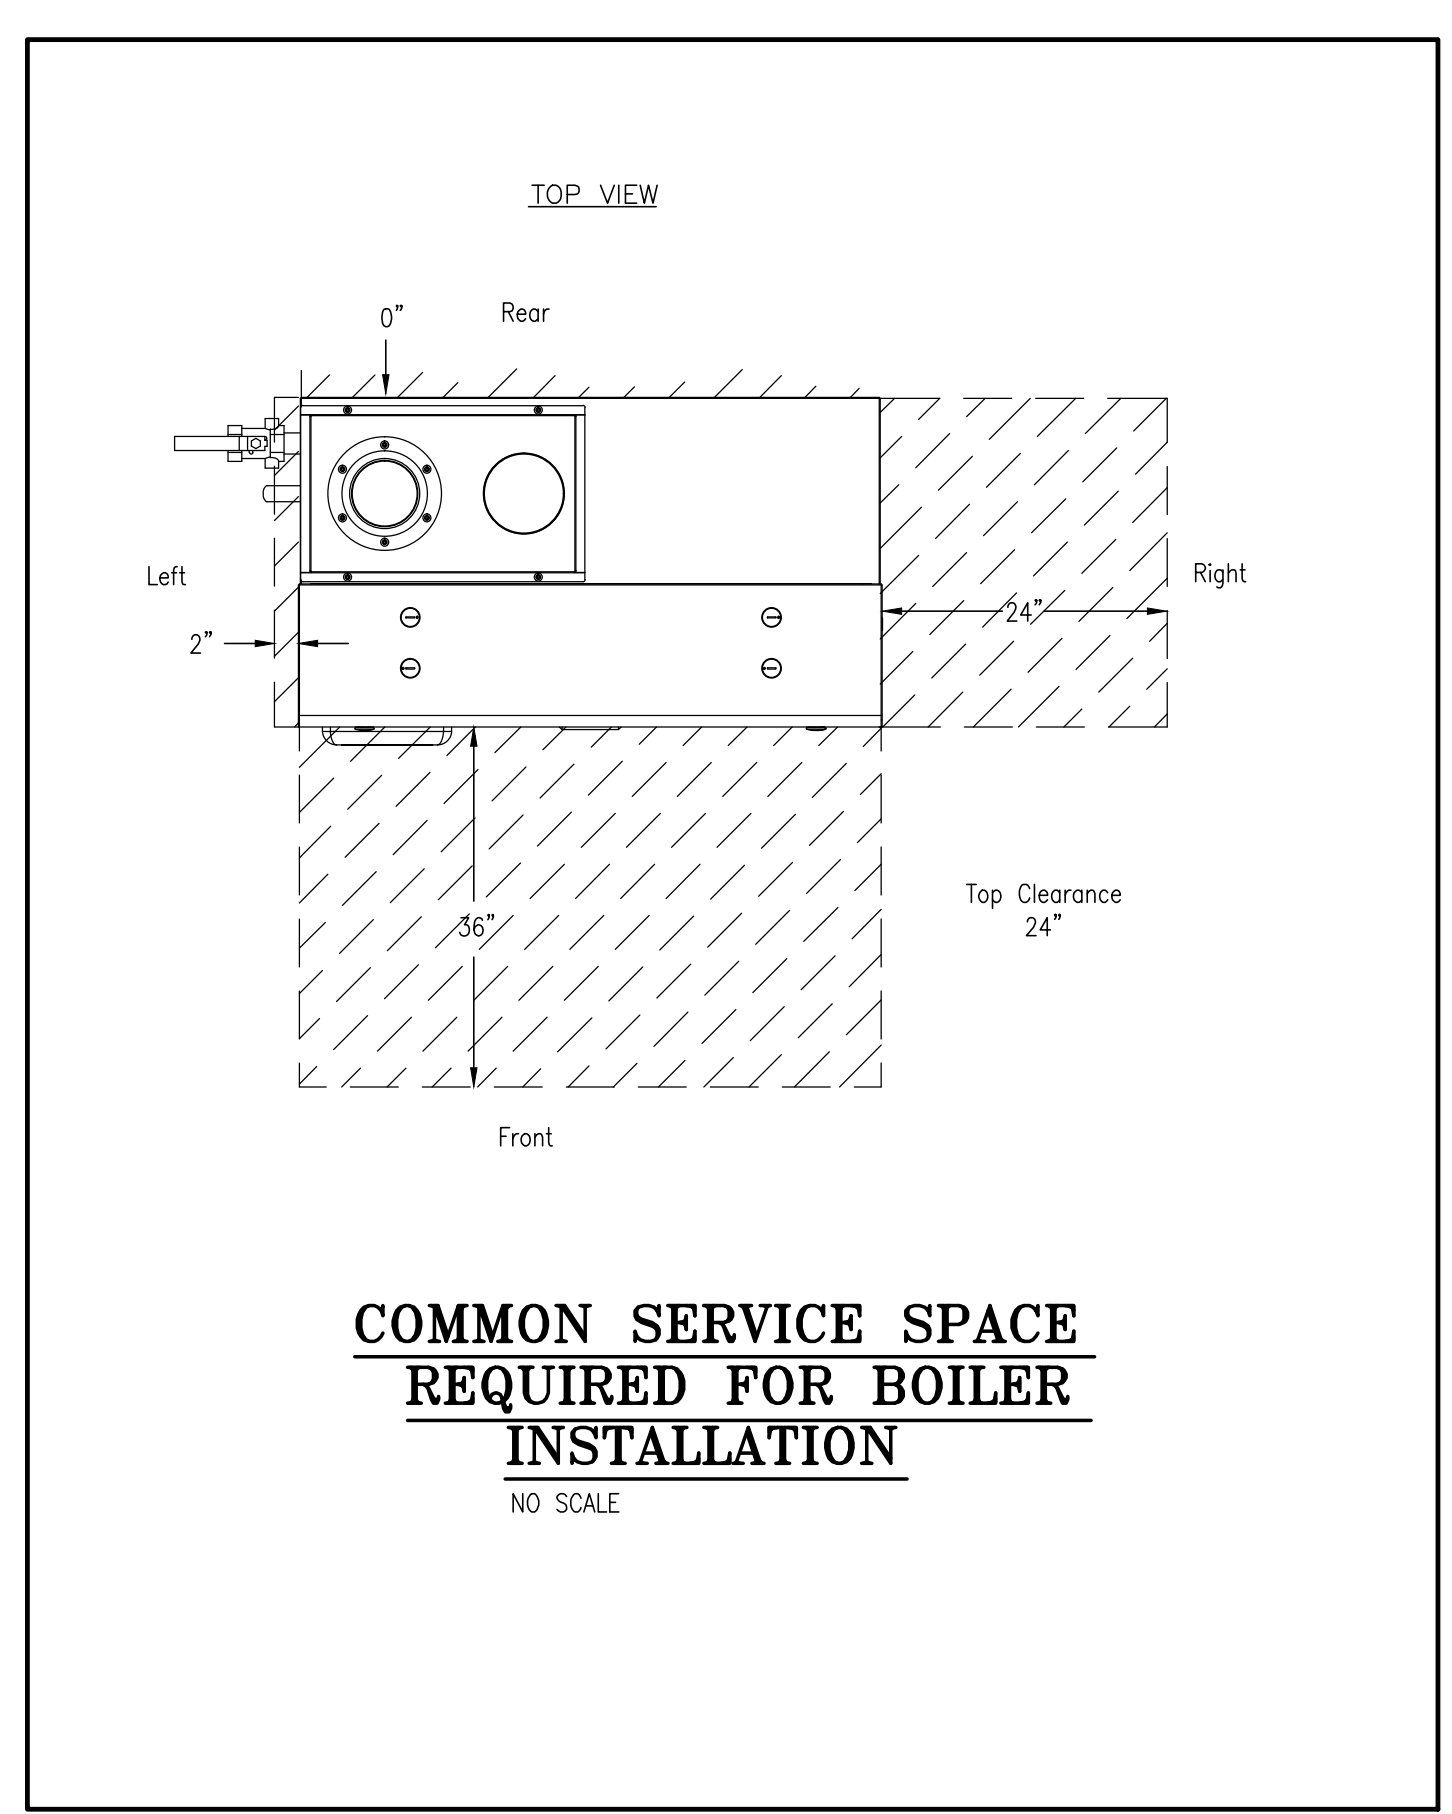 TOP VIEW
0”
Rear
Left
Right
24”
2”
Top Clearance
24”
36”
Front
COMMON SERVICE SPACE
REQUIRED FOR BOILER
INSTALLATION
NO SCALE